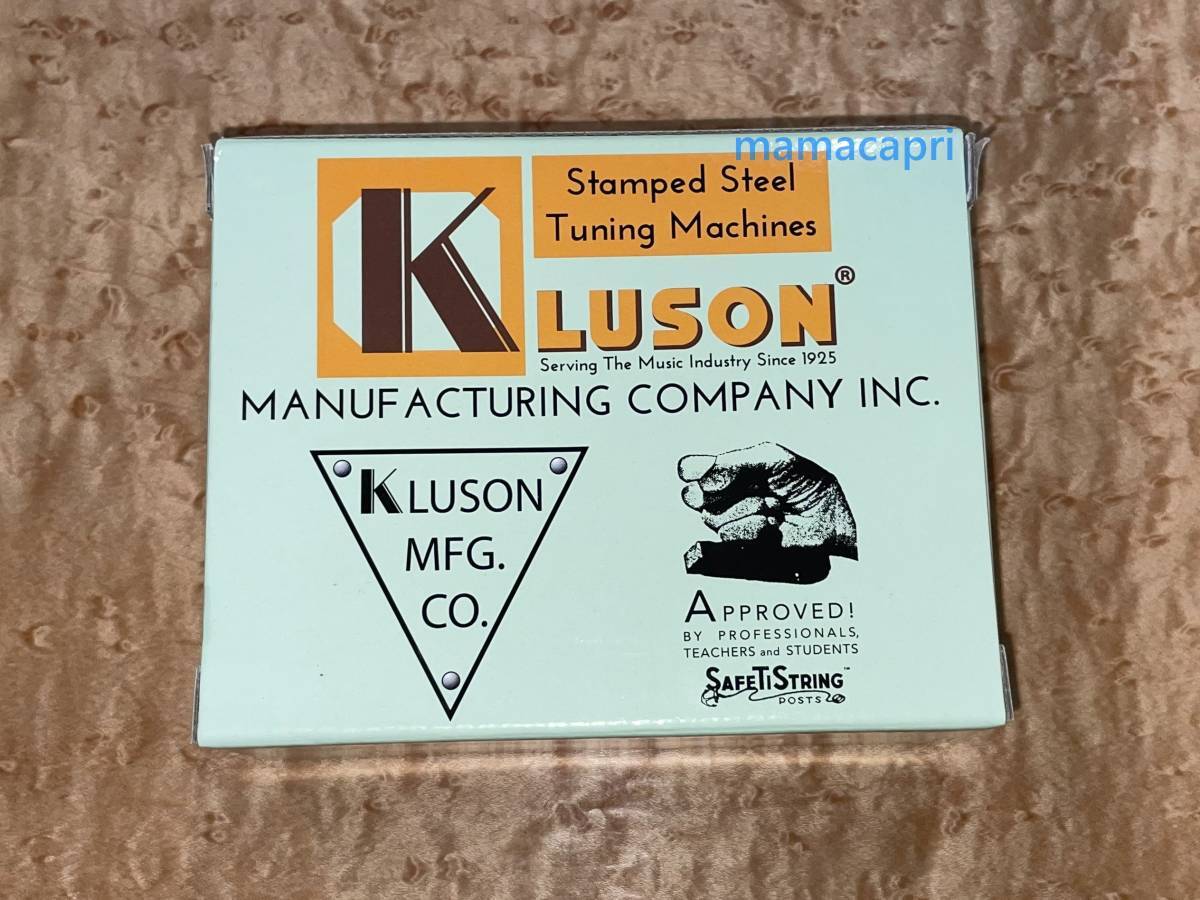 mamacapri
Stamped Steel
Tuning Machines
KLUSON®
Serving The Music Industry Since 1925
MANUFACTURING COMPANY INC.
KLUSON
MFG.
CO.
APPROVED!
BY PROFESSIONALS,
TEACHERS and STUDENTS
SAFETISTRING™
POSTS